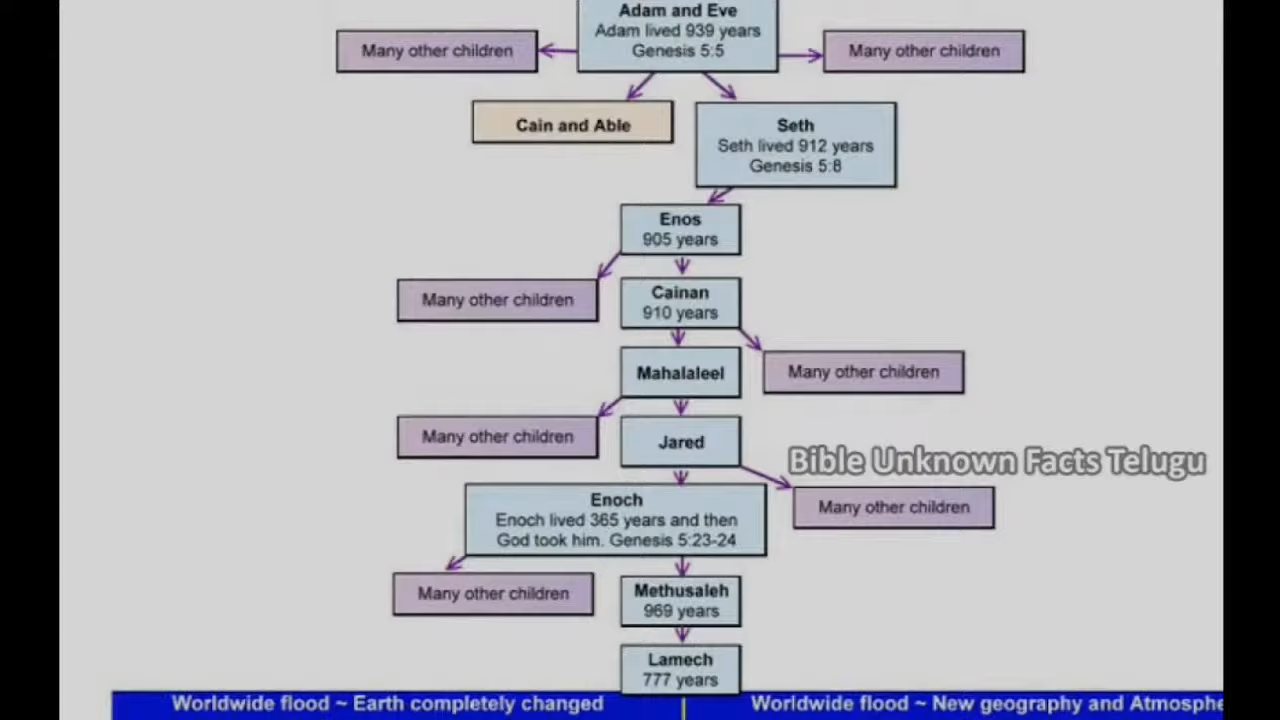 Adam and Eve
Adam lived 939 years
Genesis 5:5
Many other children
Many other children
Cain and Able
Seth
Seth lived 912 years
Genesis 5:8
Enos
905 years
Many other children
Cainan
910 years
Mahalaleel
Many other children
Many other children
Jared
Bible Unknown Facts Telugu
Enoch
Enoch lived 365 years and then
God took him. Genesis 5:23-24
Many other children
Many other children
Methusaleh
969 years
Lamech
777 years
Worldwide flood ~ Earth completely changed
Worldwide flood ~ New geography and Atmosphe